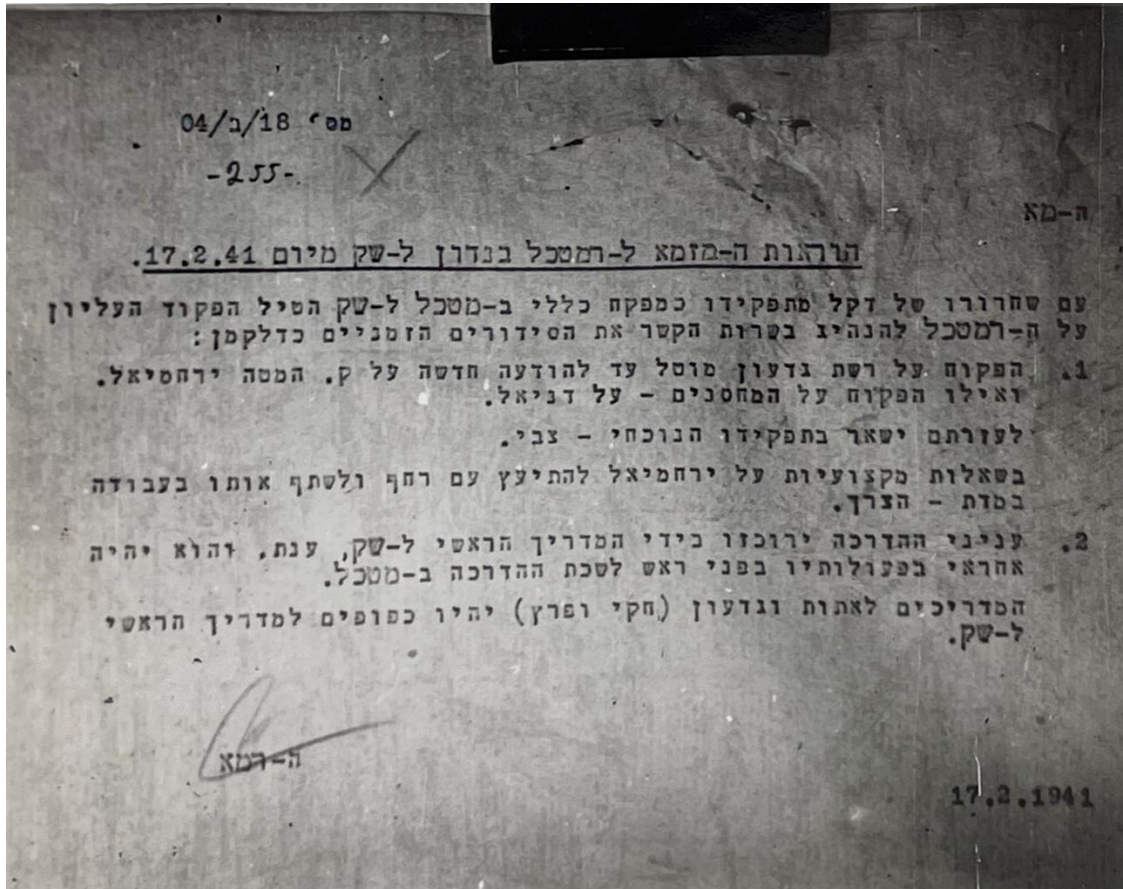 מס' 18/ב/04
-255-
ה-מא
הוראות ה-מזמא ל-רמטכל בנדון ל-שק מיום 17.2.41.
עם שחרורו של דקל מתפקידו כמפקח כללי ב-מטכל ל-שק הטיל הפקוד העליון
על ה-רמטכל להנהיג בשרות הקשר את הסידורים הזמניים כדלקמן:
1. הפקוח על רשת גדעון מוטל עד להודעה חדשה על ק. המטה ירחמיאל.
ואילו הפקוח על המחסנים - על דניאל.
לעזרתם ישאר בתפקידו הנוכחי - צבי.
בשאלות מקצועיות על ירחמיאל להתיעץ עם רחף ולשתף אותו בעבודה
במדת - הצרך.
2. עניני ההדרכה ירוכזו בידי המדריך הראשי ל-שק, ענת. והוא יהיה
אחראי בפעולותיו בפני ראש לשכת ההדרכה ב-מטכל.
המדריכים לאתות וגדעון (חקי ופרץ) יהיו כפופים למדריך הראשי
ל-שק.
ה-רמא
17.2.1941